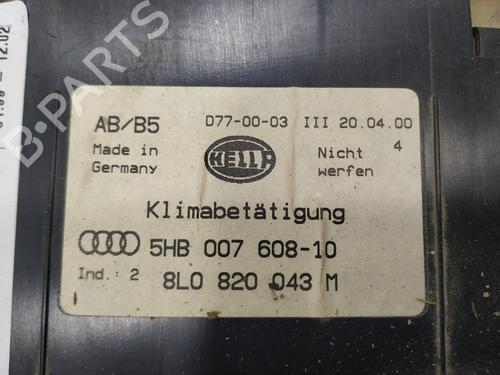 AB/B5 D77-00-03 III 20.04.00
Made in Germany
HELLA
Nicht werfen
4
Klimabetätigung
5HB 007 608-10
Ind.: 2 8L0 820 043 M
B-PARTS